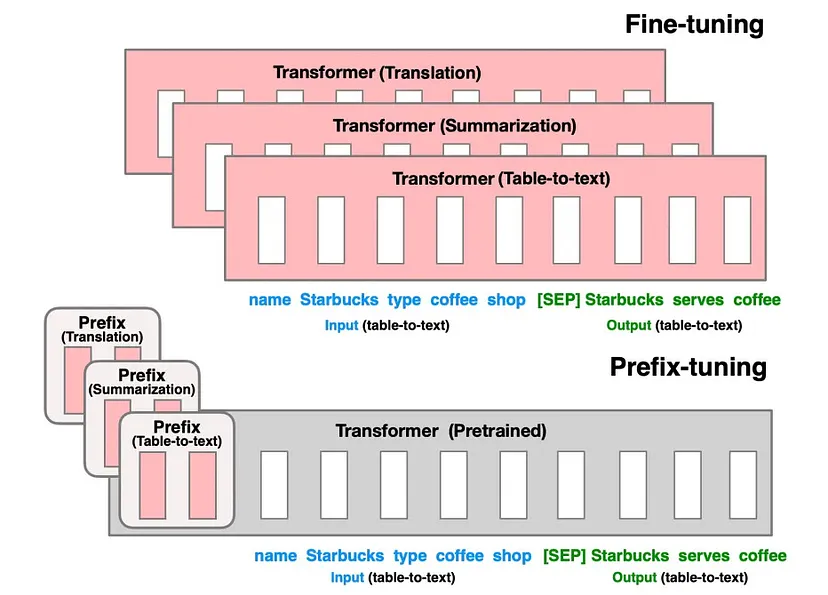 Fine-tuning
Transformer (Translation)
Transformer (Summarization)
Transformer (Table-to-text)
name Starbucks type coffee shop [SEP] Starbucks serves coffee
Input (table-to-text) Output (table-to-text)
Prefix-tuning
Prefix
(Translation)
Prefix
(Summarization)
Prefix
(Table-to-text)
Transformer (Pretrained)
name Starbucks type coffee shop [SEP] Starbucks serves coffee
Input (table-to-text) Output (table-to-text)